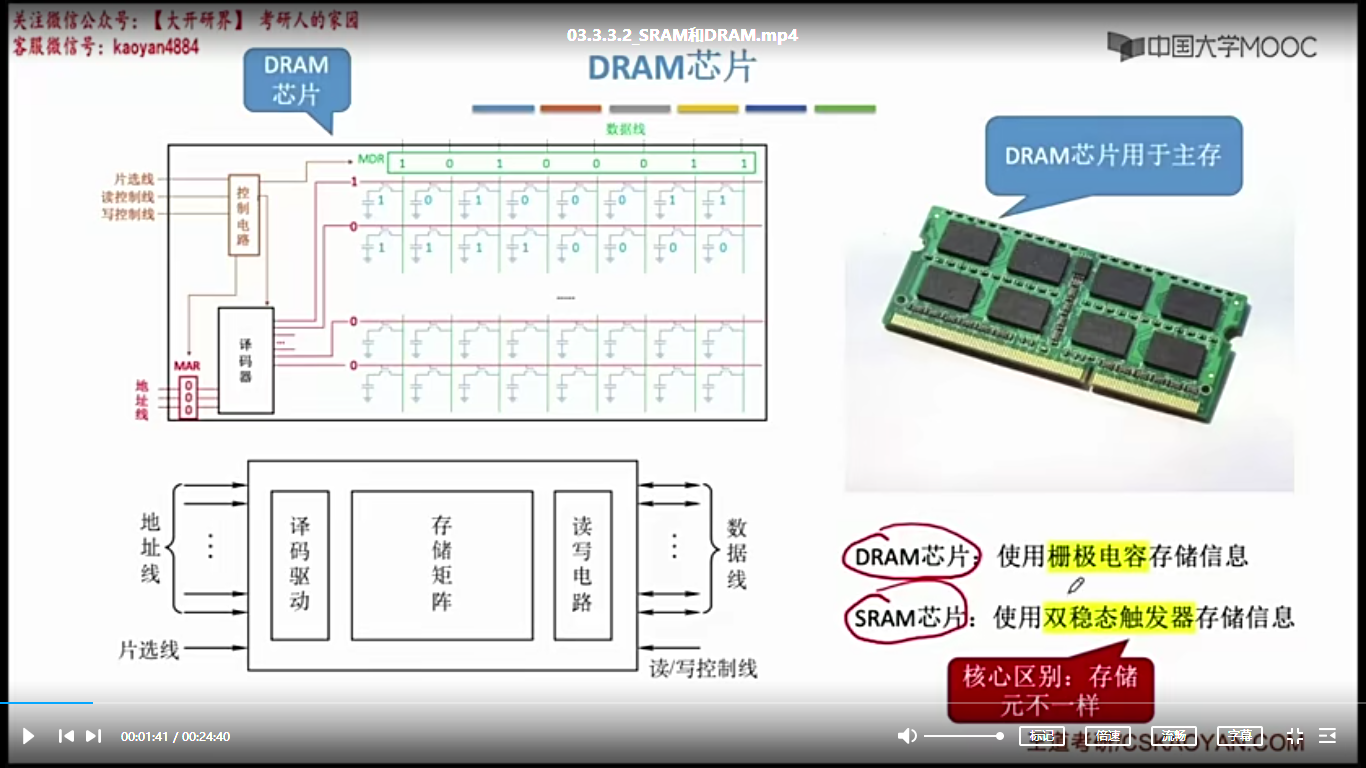 关注微信公众号：【大开研界】 考研人的家园
客服微信号：kaoyan4884
03.3.3.2_SRAM和DRAM.mp4
中国大学MOOC
DRAM芯片
DRAM
芯片
数据线
MDR 1 0 1 0 0 0 1 1
片选线
读控制线
写控制线
控制电路
1
1 0 1 0 0 0 1 1
0
1 1 1 1 0 0 0 0
......
0
0
译码器
...
MAR
地址线
0
0
0
DRAM芯片用于主存
地址线
译码驱动
存储矩阵
读写电路
数据线
片选线
读/写控制线
DRAM芯片：使用栅极电容存储信息
SRAM芯片：使用双稳态触发器存储信息
核心区别：存储
元不一样
00:01:41 / 00:24:40
标记
倍速
流畅
字幕
王道考研/CSKAOYAN.COM